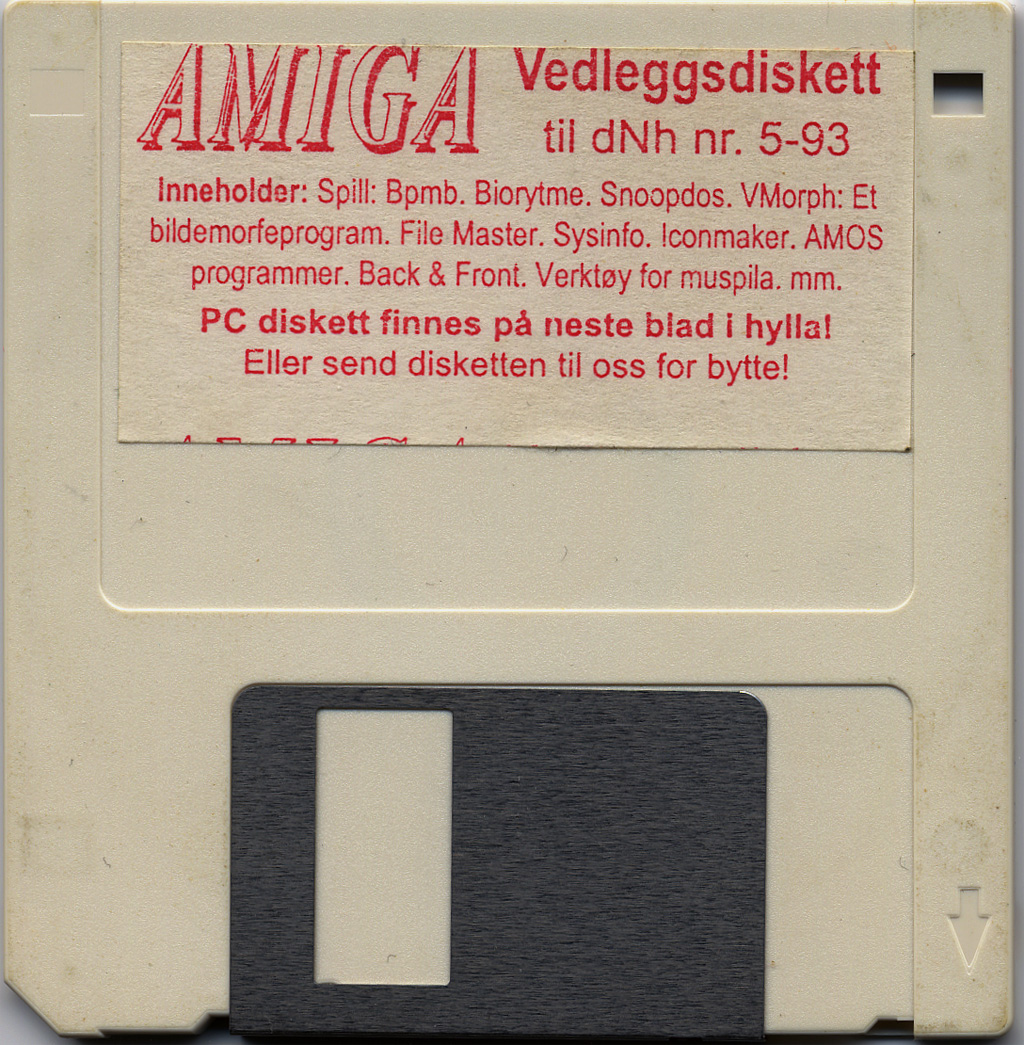 AMIGA Vedleggsdiskett
til dNh nr. 5-93
Inneholder: Spill: Bpmb. Biorytme. Snoopdos. VMorph: Et
bildemorfeprogram. File Master. Sysinfo. Iconmaker. AMOS
programmer. Back & Front. Verktøy for muspila. mm.
PC diskett finnes på neste blad i hylla!
Eller send disketten til oss for bytte!